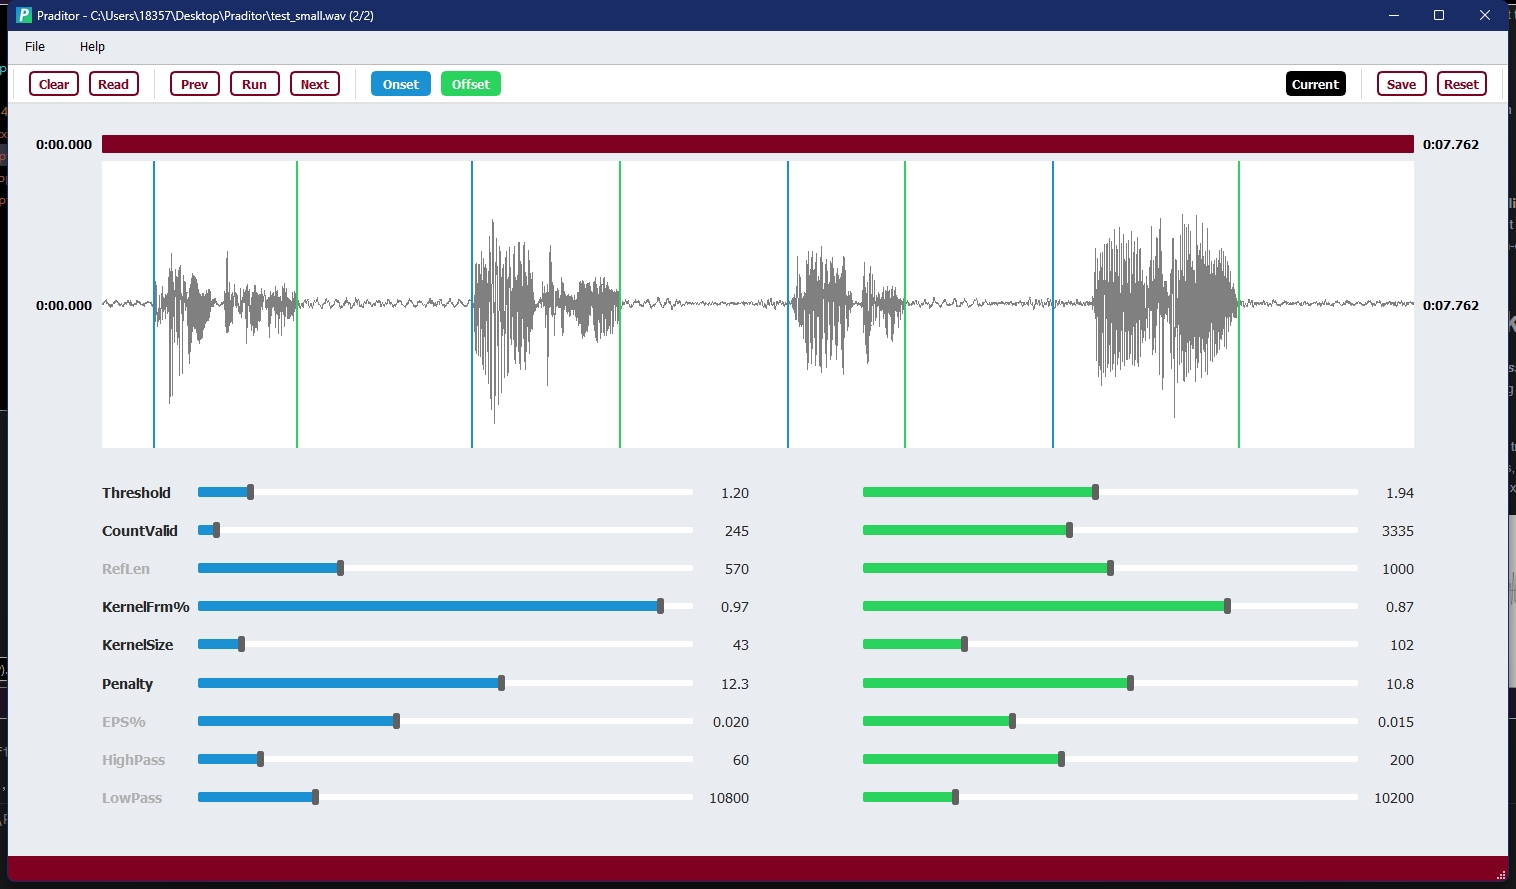 Praditor - C:\Users\18357\Desktop\Praditor\test_small.wav (2/2)
File Help
Clear Read Prev Run Next Onset Offset Current Save Reset
0:00.000 0:07.762
0:00.000 0:07.762
Threshold 1.20 1.94
CountValid 245 3335
RefLen 570 1000
KernelFrm% 0.97 0.87
KernelSize 43 102
Penalty 12.3 10.8
EPS% 0.020 0.015
HighPass 60 200
LowPass 10800 10200